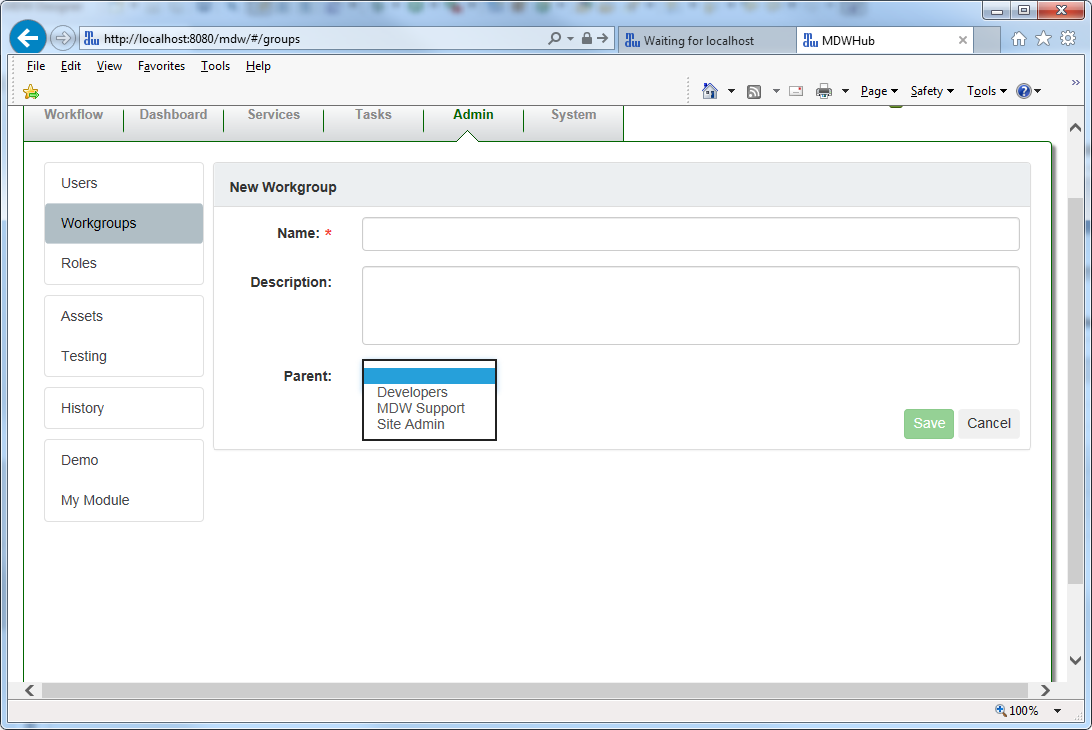 http://localhost:8080/mdw/#/groups
Waiting for localhost
MDWHub
File Edit View Favorites Tools Help
Page Safety Tools
Workflow Dashboard Services Tasks Admin System
Users
Workgroups
Roles
Assets
Testing
History
Demo
My Module
New Workgroup
Name: *
Description:
Parent:
Developers
MDW Support
Site Admin
Save Cancel
100%